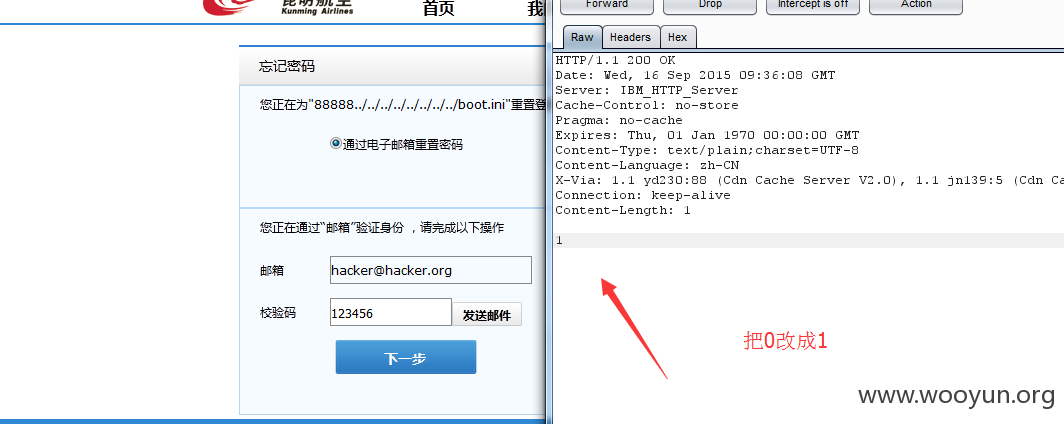 昆明航空
Kunming Airlines
首页
我
忘记密码
您正在为"88888../../../../../../../../boot.ini"重置登
通过电子邮箱重置密码
您正在通过“邮箱”验证身份 ，请完成以下操作
邮箱
hacker@hacker.org
校验码
123456
发送邮件
下一步
Forward
Drop
Intercept is off
Action
Raw
Headers
Hex
HTTP/1.1 200 OK
Date: Wed, 16 Sep 2015 09:36:08 GMT
Server: IBM_HTTP_Server
Cache-Control: no-store
Pragma: no-cache
Expires: Thu, 01 Jan 1970 00:00:00 GMT
Content-Type: text/plain;charset=UTF-8
Content-Language: zh-CN
X-Via: 1.1 yd230:88 (Cdn Cache Server V2.0), 1.1 jn139:5 (Cdn Ca
Connection: keep-alive
Content-Length: 1
1
把0改成1
www.wooyun.org